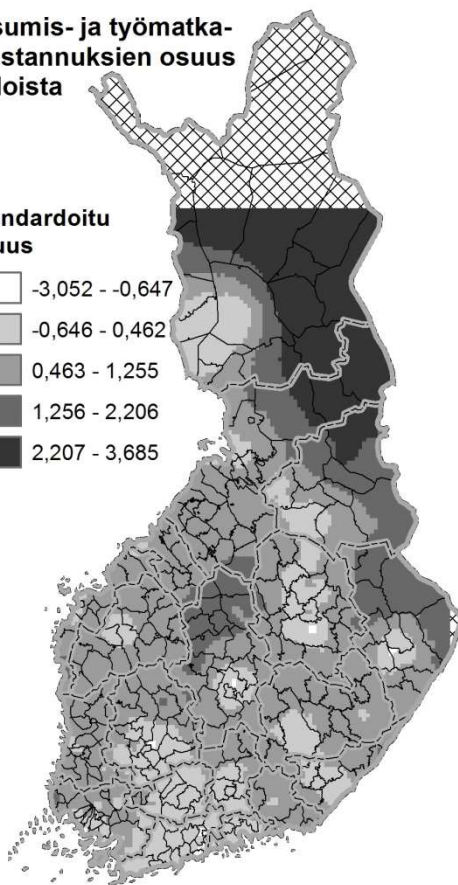 sumis- ja työmatka-
stannuksien osuus
loista
ndardoitu
uus
-3,052 - -0,647
-0,646 - 0,462
0,463 - 1,255
1,256 - 2,206
2,207 - 3,685